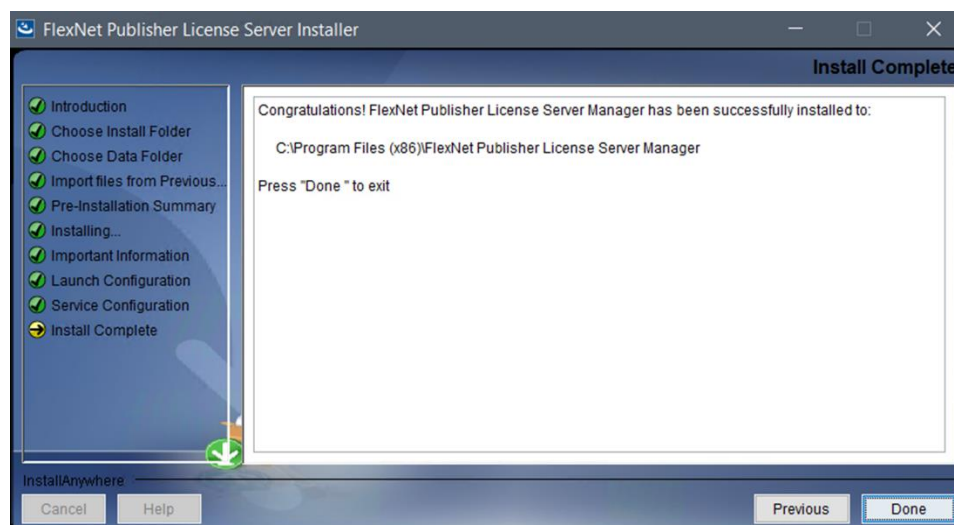 FlexNet Publisher License Server Installer
Install Complete
Introduction
Choose Install Folder
Choose Data Folder
Import files from Previous...
Pre-Installation Summary
Installing...
Important Information
Launch Configuration
Service Configuration
Install Complete
Congratulations! FlexNet Publisher License Server Manager has been successfully installed to:
C:\Program Files (x86)\FlexNet Publisher License Server Manager
Press "Done " to exit
InstallAnywhere
Cancel Help Previous Done